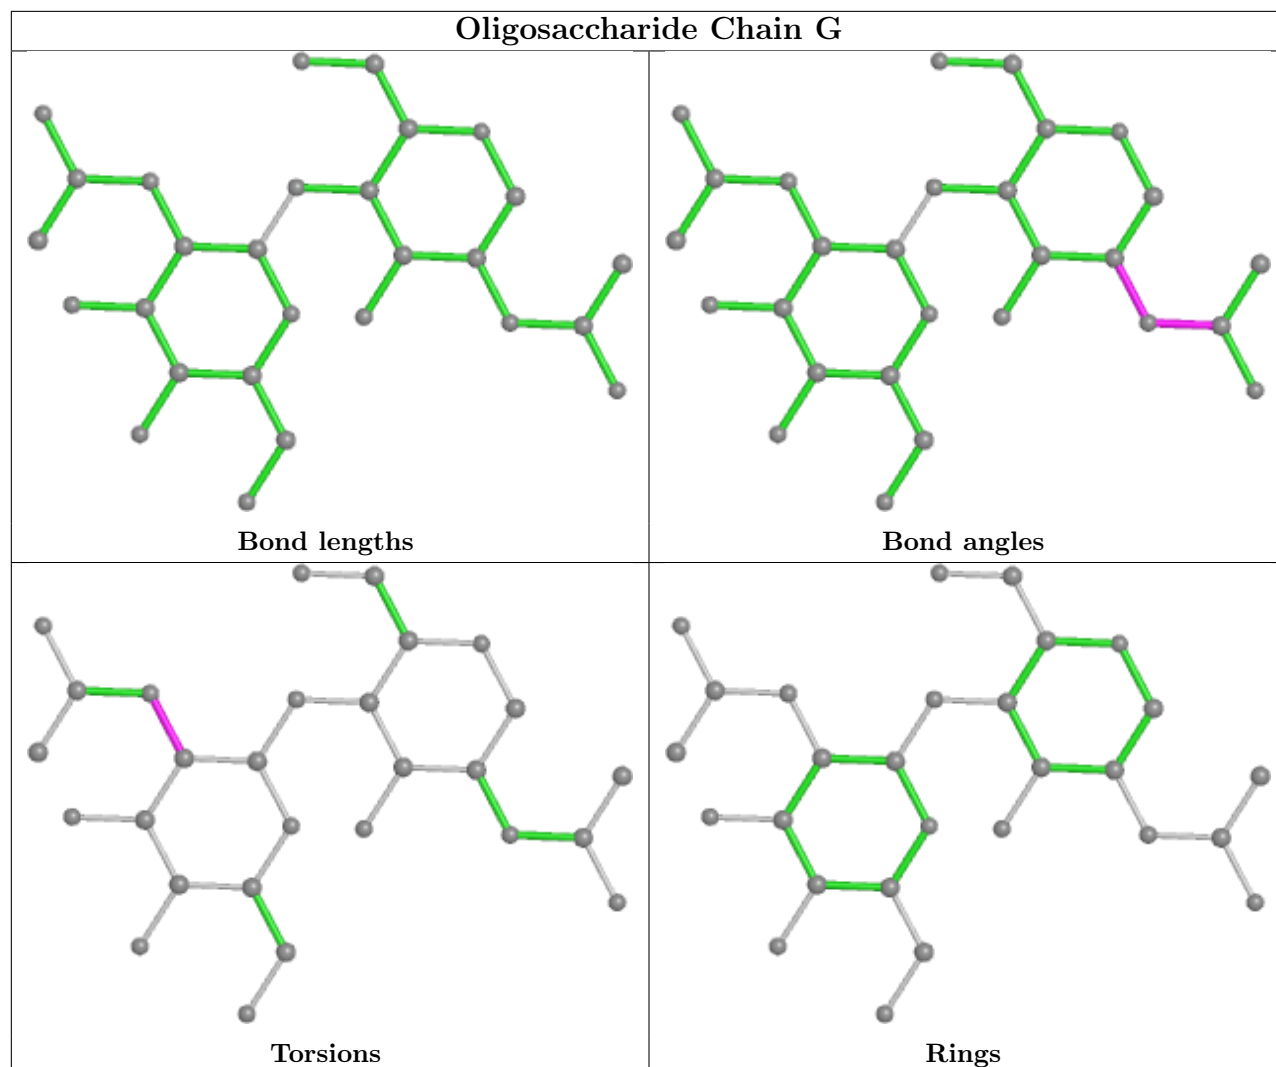 Oligosaccharide Chain G
Bond lengths
Bond angles
Torsions
Rings